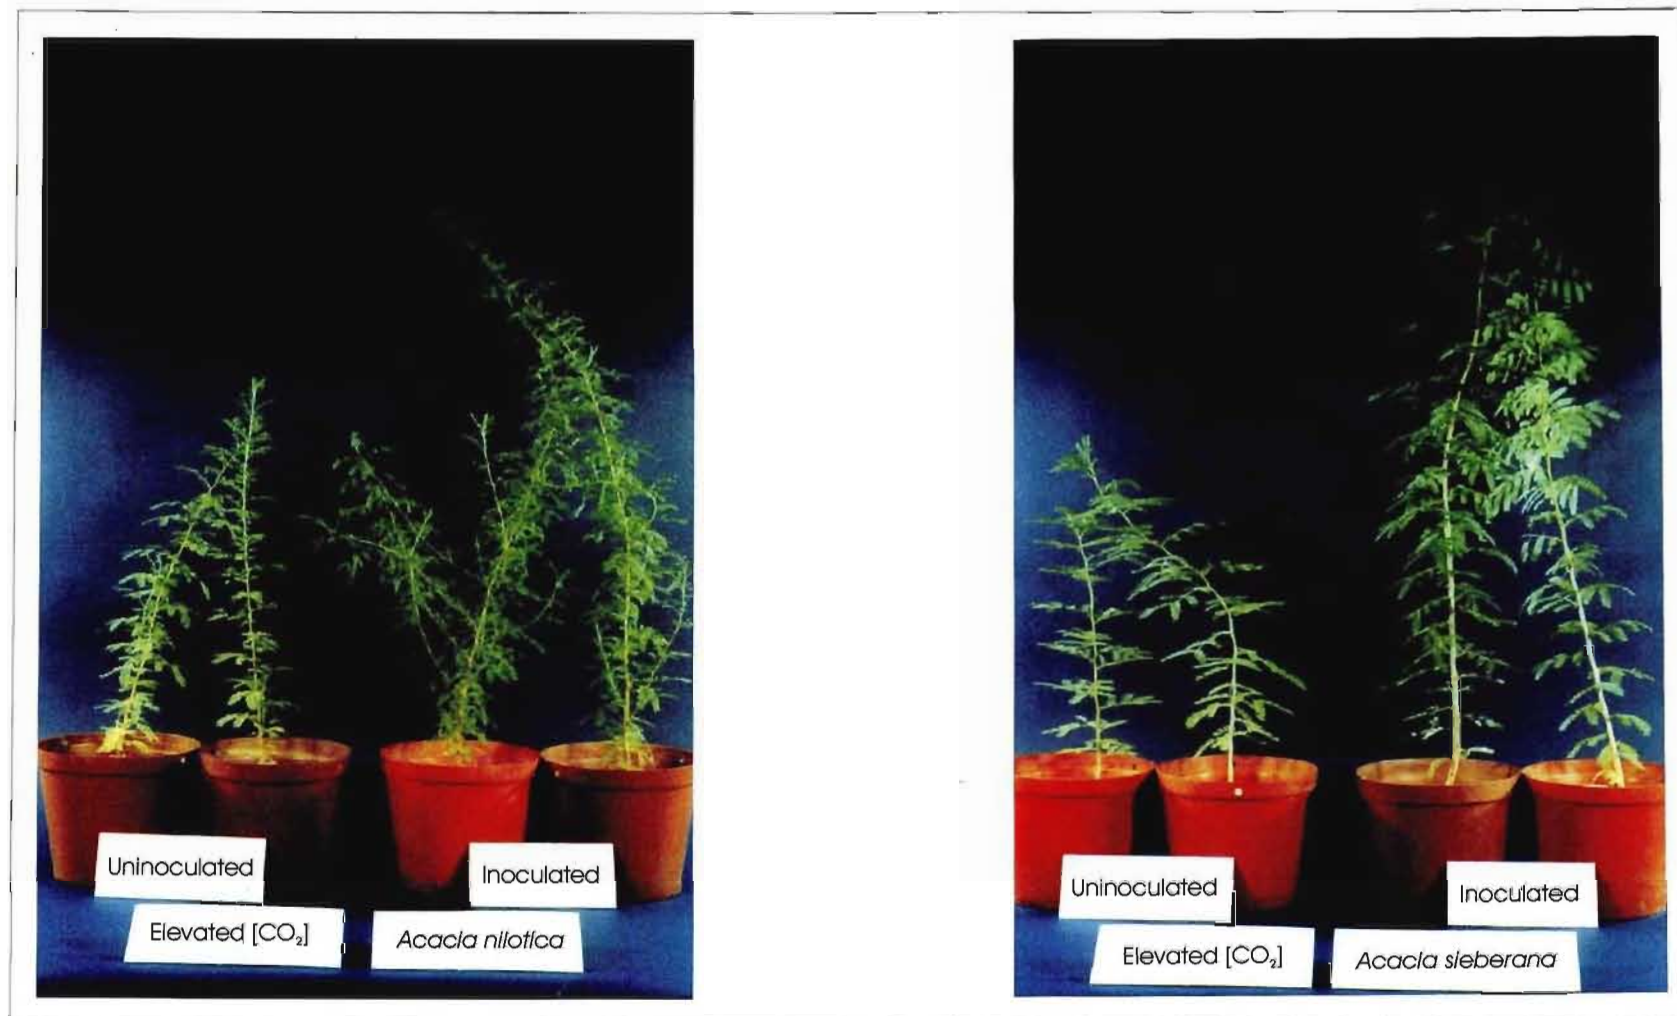 Uninoculated
Inoculated
Elevated [CO₂]
Acacia nilotica
Uninoculated
Inoculated
Elevated [CO₂]
Acacia sieberana